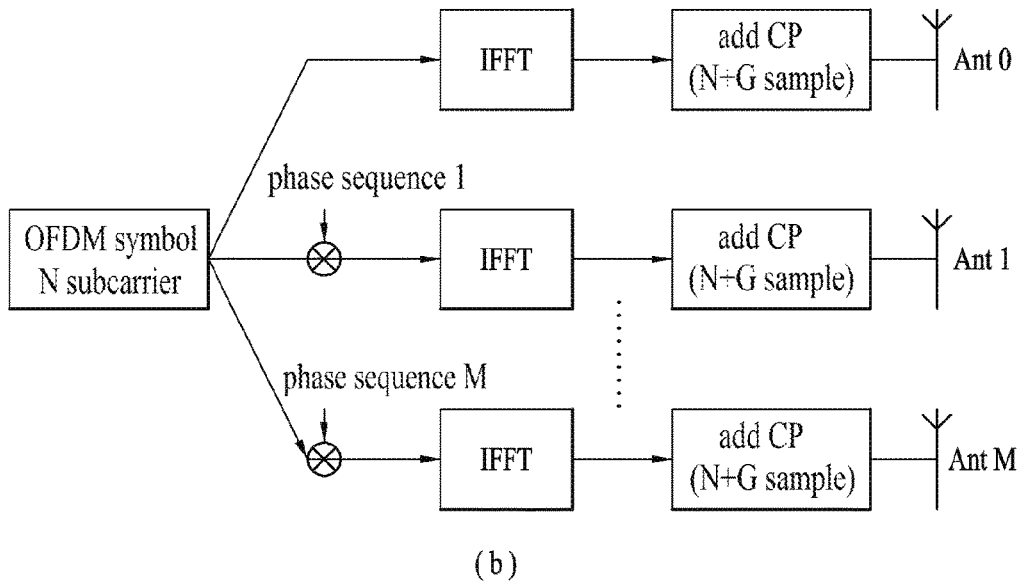 IFFT
add CP
(N+G sample)
Ant 0
phase sequence 1
OFDM symbol
N subcarrier
IFFT
add CP
(N+G sample)
Ant 1
phase sequence M
IFFT
add CP
(N+G sample)
Ant M
(b)